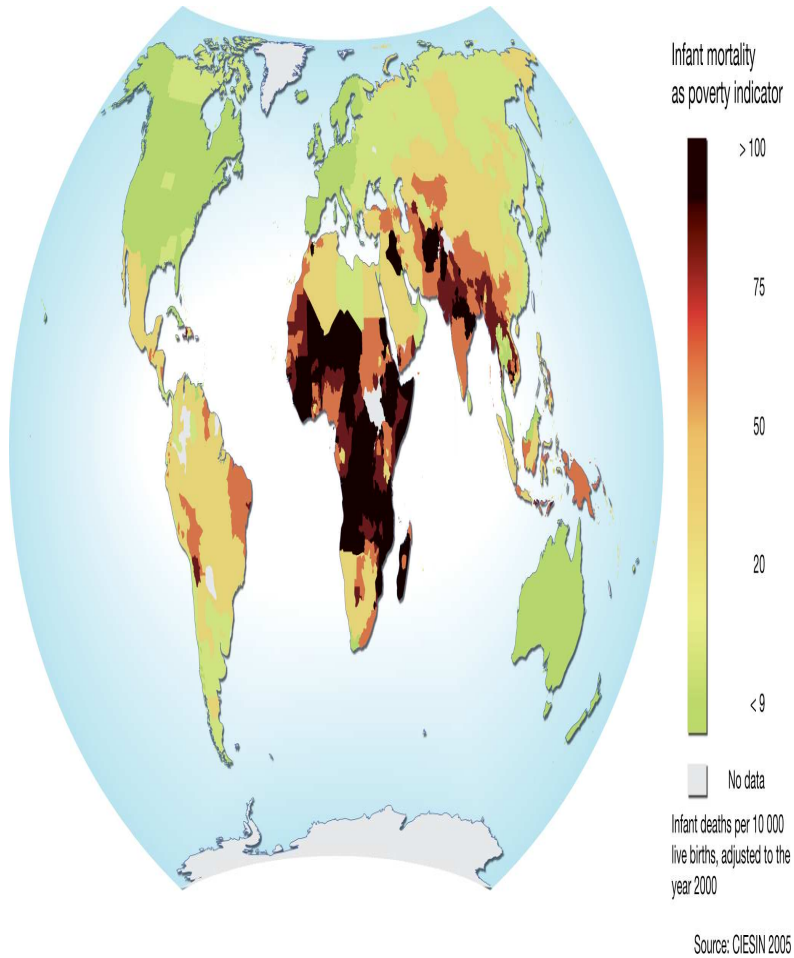 Infant mortality
as poverty indicator
> 100
75
50
20
< 9
No data
Infant deaths per 10 000
live births, adjusted to the
year 2000
Source: CIESIN 2005